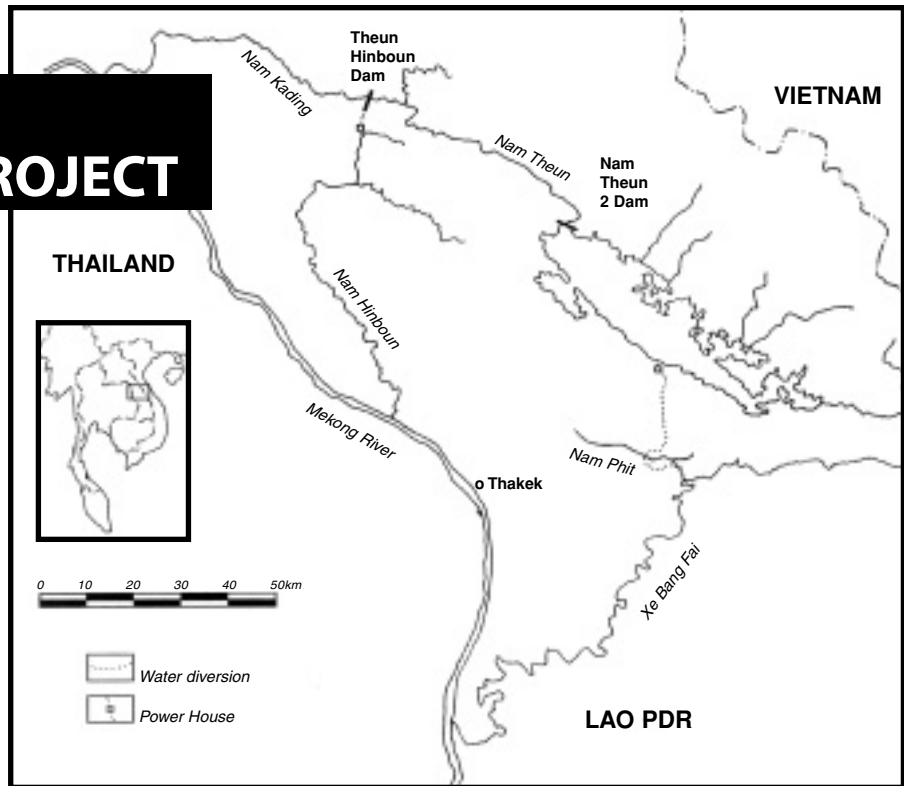 Theun
Hinboun
Dam
Nam Kading
VIETNAM
ROJECT
Nam Theun
Nam
Theun
2 Dam
THAILAND
Nam Hinboun
Mekong River
Nam Phit
Thakek
Xe Bang Fai
0 10 20 30 40 50km
Water diversion
Power House
LAO PDR